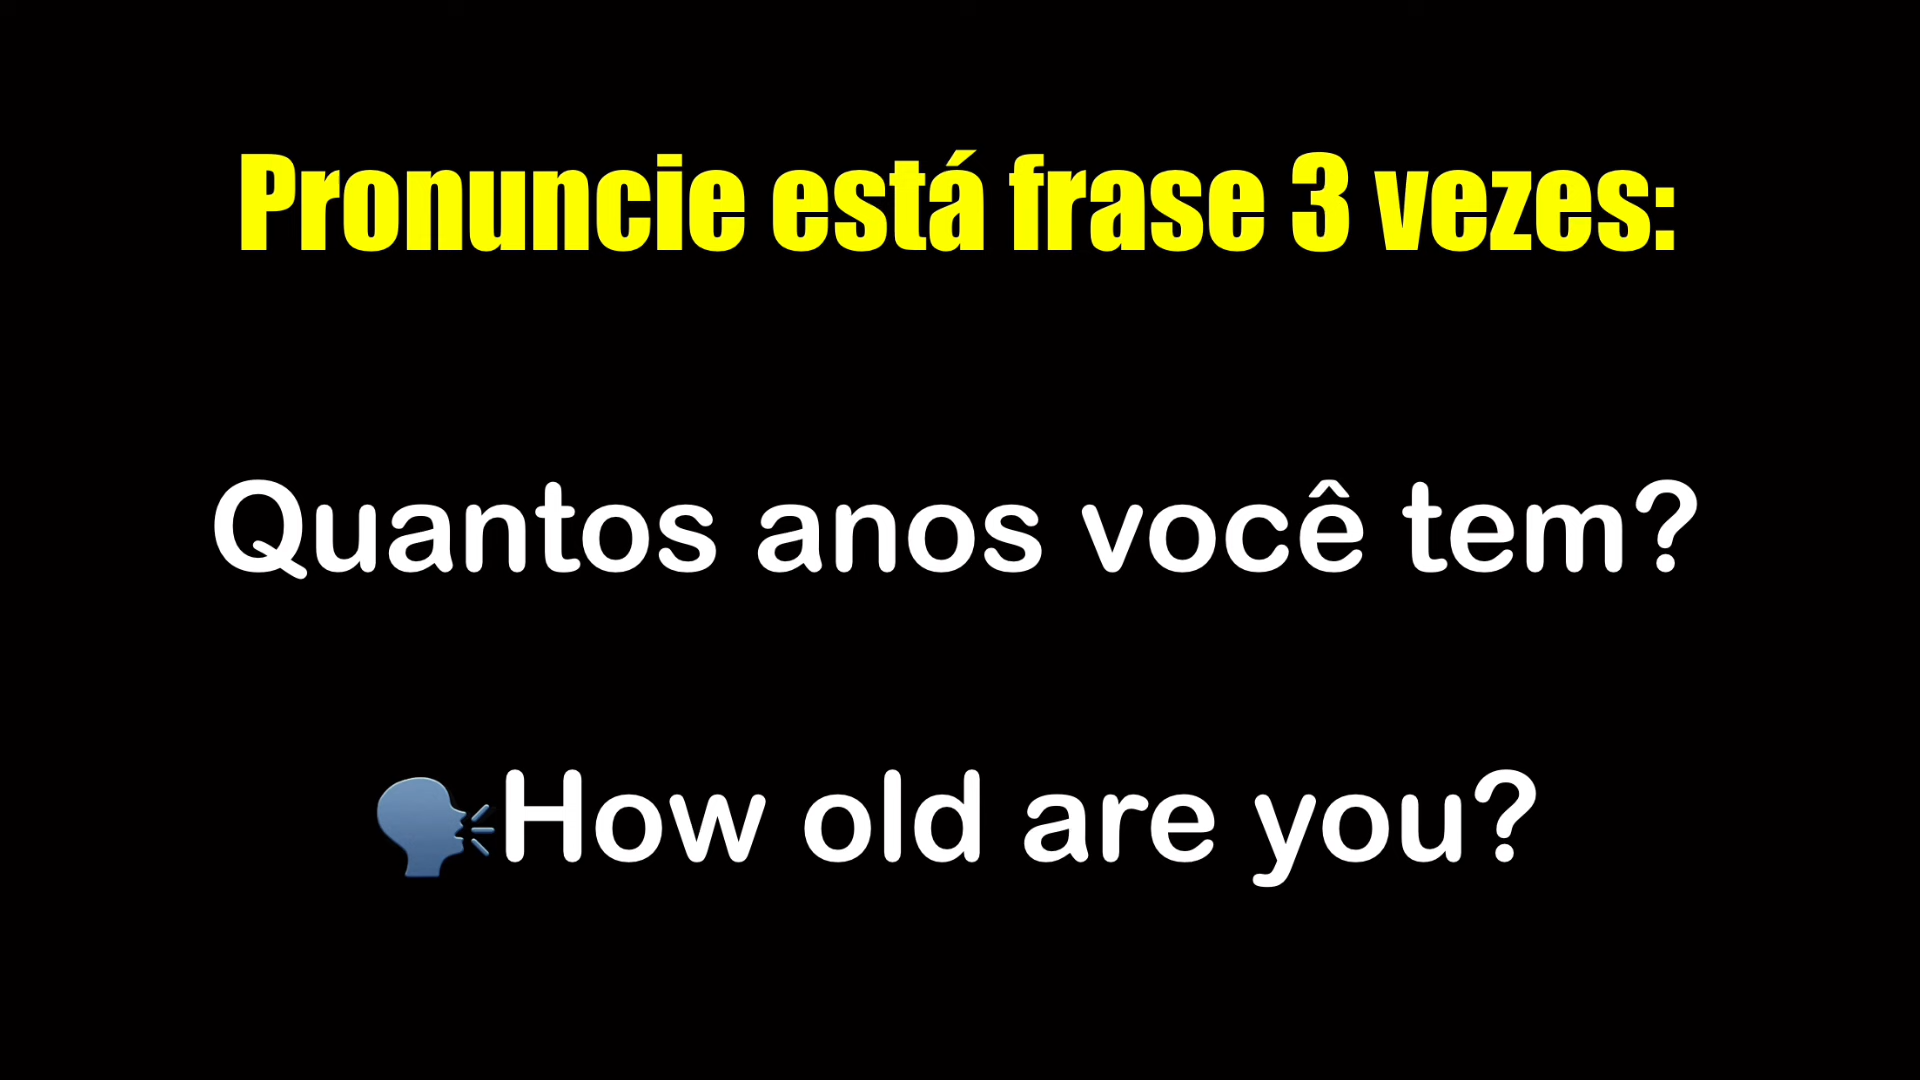 Pronuncie está frase 3 vezes:
Quantos anos você tem?
🗣How old are you?